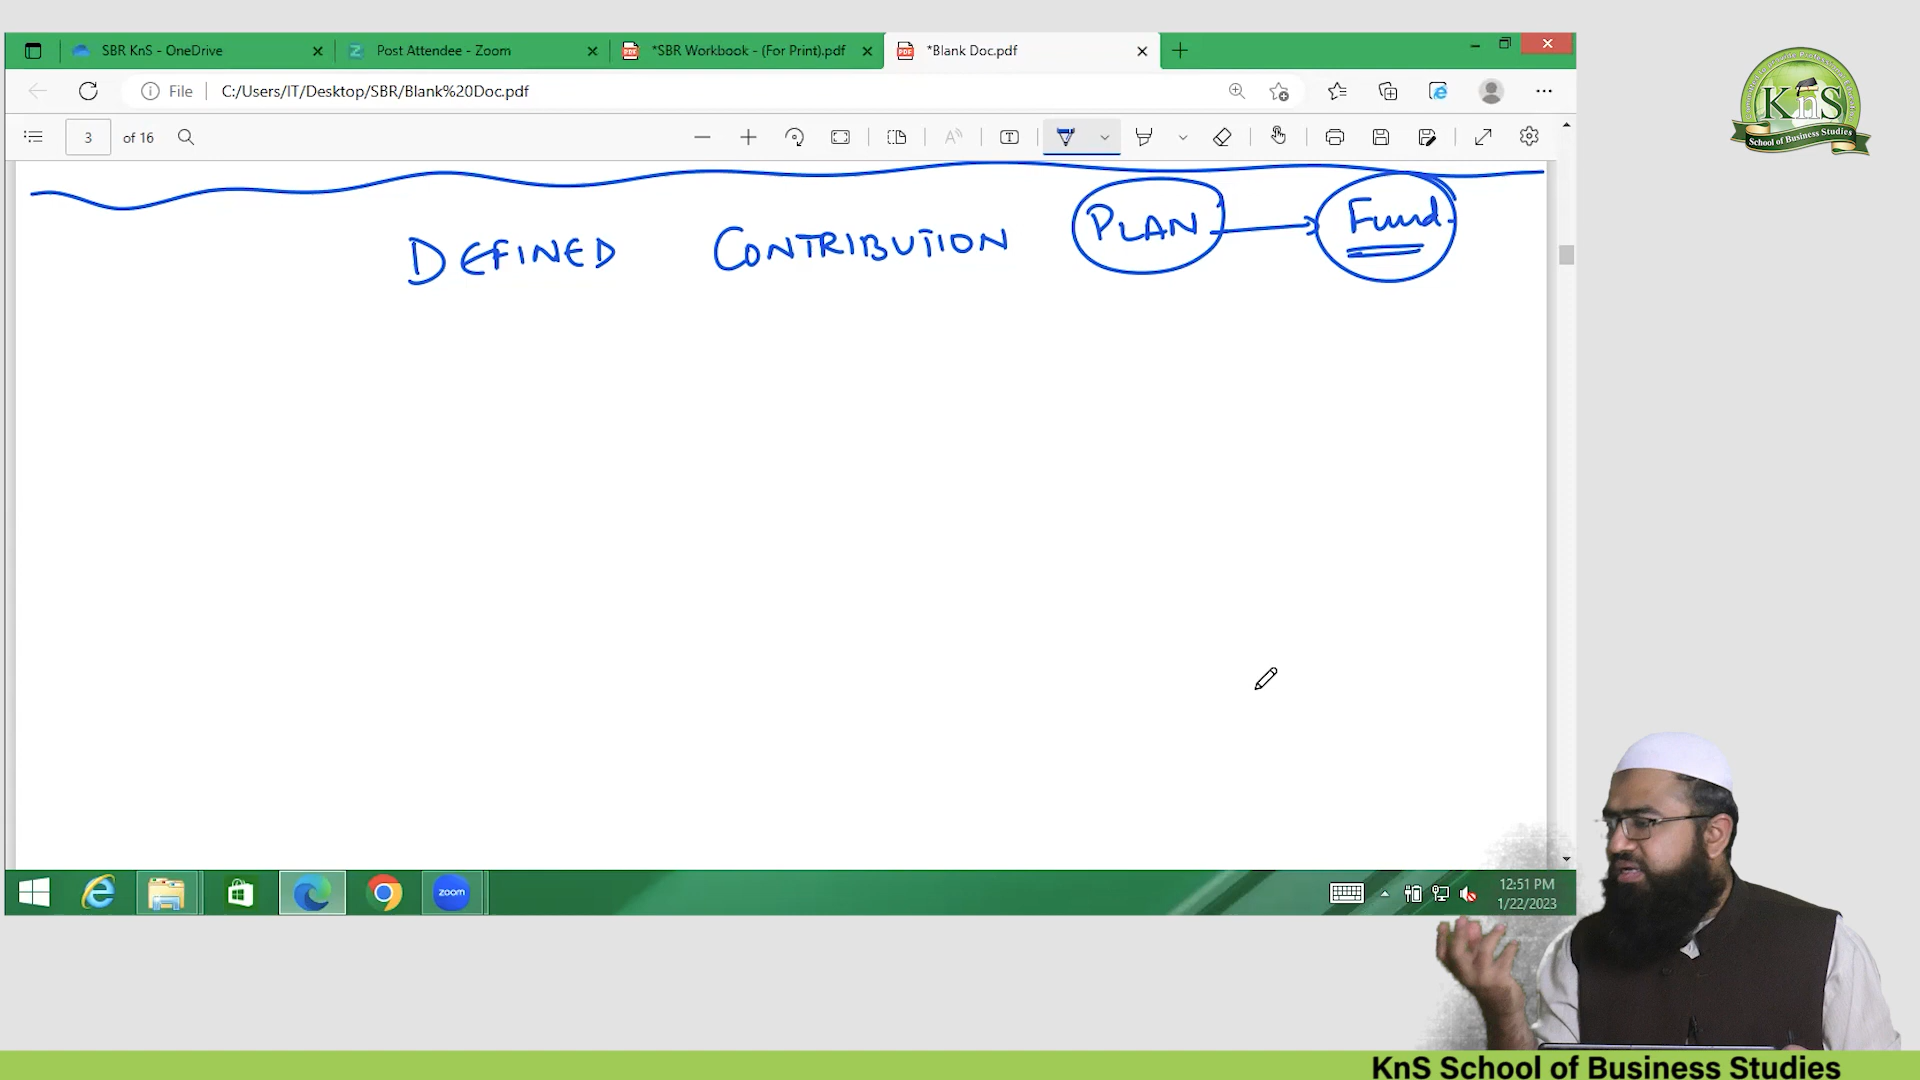 SBR KnS - OneDrive
Post Attendee - Zoom
*SBR Workbook - (For Print).pdf
*Blank Doc.pdf
File
C:/Users/IT/Desktop/SBR/Blank%20Doc.pdf
3 of 16
DEFINED CONTRIBUTION PLAN Fund.
KnS
School of Business Studies
zoom
12:51 PM
1/22/2023
KnS School of Business Studies